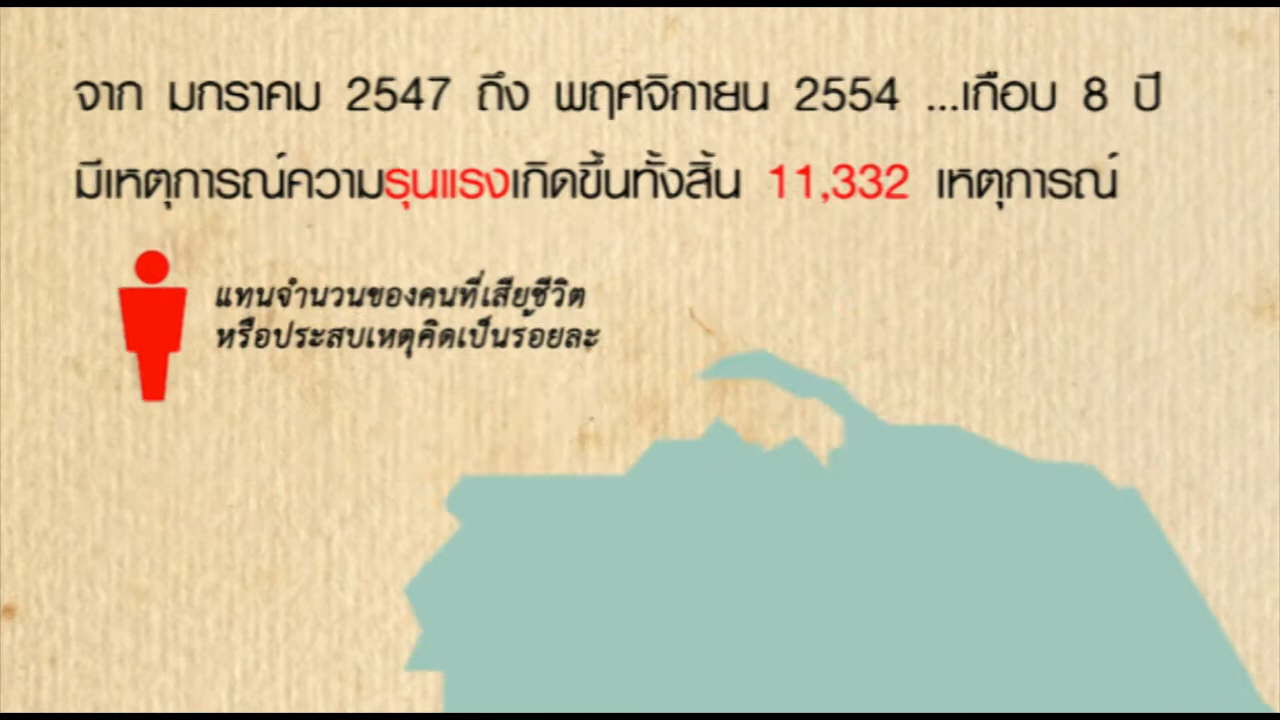 จาก มกราคม 2547 ถึง พฤศจิกายน 2554 ...เกือบ 8 ปี
มีเหตุการณ์ความรุนแรงเกิดขึ้นทั้งสิ้น 11,332 เหตุการณ์
แทนจำนวนของคนที่เสียชีวิต
หรือประสบเหตุคิดเป็นร้อยละ